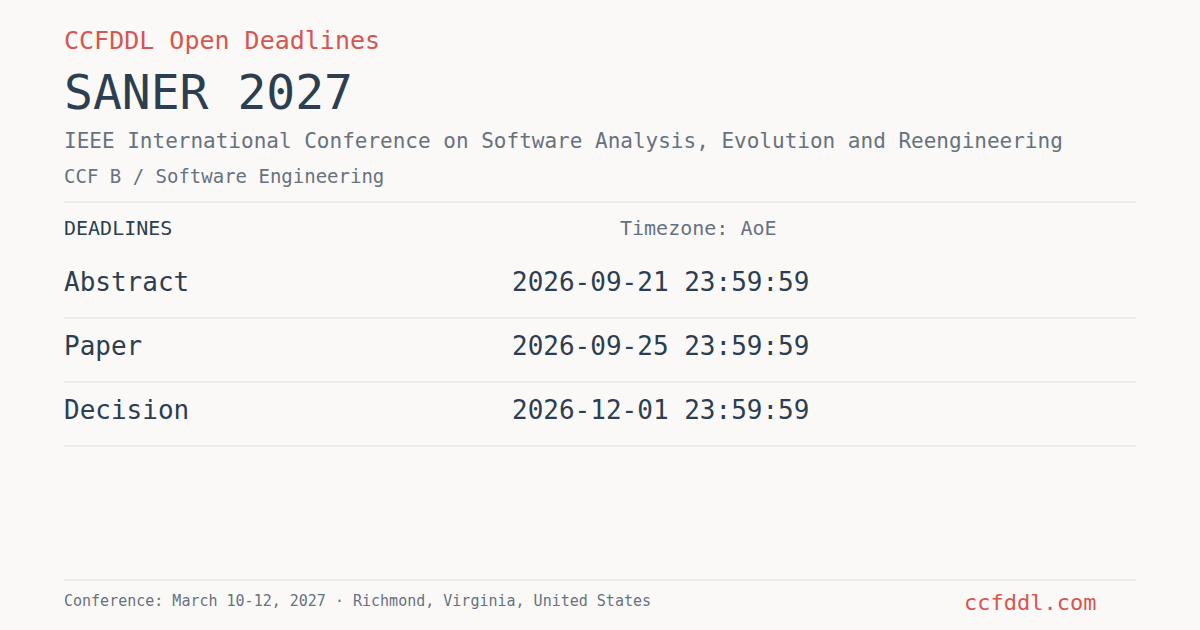 CCFDDL Open Deadlines
SANER 2027
IEEE International Conference on Software Analysis, Evolution and Reengineering
CCF B / Software Engineering
DEADLINES Timezone: AoE
Abstract 2026-09-21 23:59:59
Paper 2026-09-25 23:59:59
Decision 2026-12-01 23:59:59
Conference: March 10-12, 2027 · Richmond, Virginia, United States ccfddl.com